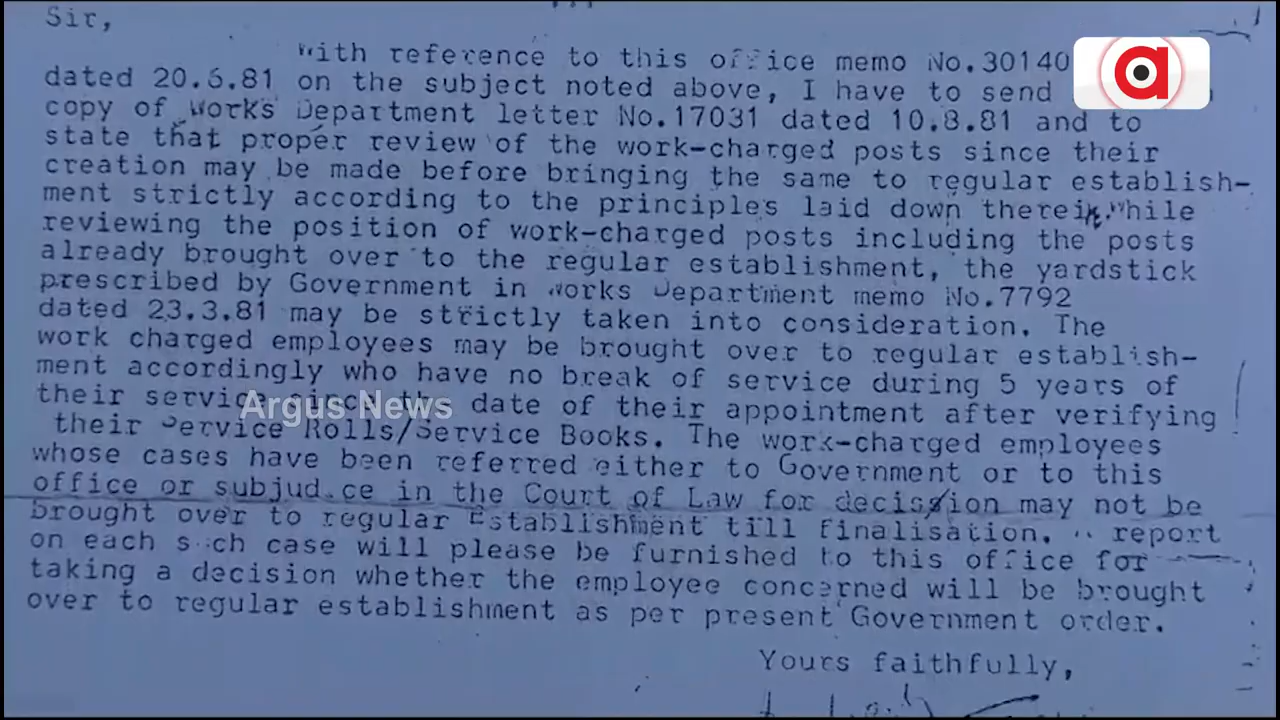 Sir,
With reference to this office memo No.30140
dated 20.6.81 on the subject noted above, I have to send
copy of Works Department letter No.17031 dated 10.8.81 and to
state that proper review of the work-charged posts since their
creation may be made before bringing the same to regular establish-
ment strictly according to the principles laid down therein. While
reviewing the position of work-charged posts including the posts
already brought over to the regular establishment, the yardstick
prescribed by Government in Works Department memo No.7792
dated 23.3.81 may be strictly taken into consideration. The
work charged employees may be brought over to regular establish-
ment accordingly who have no break of service during 5 years of
their service since the date of their appointment after verifying
their Service Rolls/Service Books. The work-charged employees
whose cases have been referred either to Government or to this
office or subjudice in the Court of Law for decission may not be
brought over to regular Establishment till finalisation. report
on each such case will please be furnished to this office for
taking a decision whether the employee concerned will be brought
over to regular establishment as per present Government order.
Yours faithfully,
a
Argus News